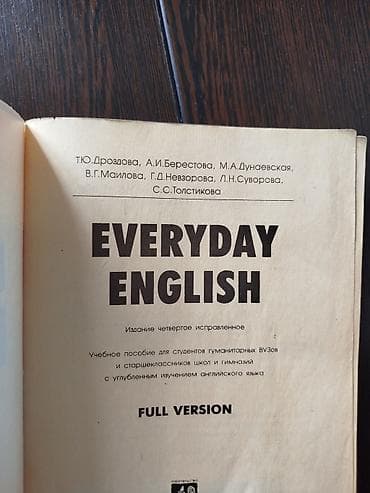 Т.Ю.Дроздова, А.И.Берестова, М.А.Дунаевская,
В.Г.Маилова, Г.Д.Невзорова, Л.Н.Суворова,
С.С.Толстикова
EVERYDAY
ENGLISH
Издание четвертое исправленное
Учебное пособие для студентов гуманитарных ВУЗов
и старшеклассников школ и гимназий
с углубленным изучением английского языка
FULL VERSION